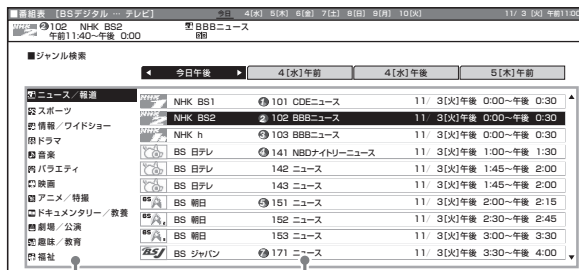 ■番組表 [BSデジタル … テレビ] 今日 4[水] 5[木] 6[金] 7[土] 8[日] 9[月] 10[火] 11/ 3 [火] 午前11:00
②102 NHK BS2 BBBニュース
午前11:40〜午後 0:00
■ジャンル検索
◀ 今日午後 ▶ 4[水]午前 4[水]午後 5[木]午前
ニュース／報道
スポーツ
情報／ワイドショー
ドラマ
音楽
バラエティ
映画
アニメ／特撮
ドキュメンタリー／教養
劇場／公演
趣味／教育
福祉
NHK BS1 ①101 CDEニュース 11/ 3[火]午後 0:00〜午後 0:30
NHK BS2 ②102 BBBニュース 11/ 3[火]午後 0:00〜午後 0:30
NHK h ③103 BBBニュース 11/ 3[火]午後 0:00〜午後 0:30
BS 日テレ ④141 NBDナイトリーニュース 11/ 3[火]午後 1:00〜午後 1:30
BS 日テレ 142 ニュース 11/ 3[火]午後 1:45〜午後 2:00
BS 日テレ 143 ニュース 11/ 3[火]午後 1:45〜午後 2:00
BS 朝日 ⑤151 ニュース 11/ 3[火]午後 2:00〜午後 2:15
BS 朝日 152 ニュース 11/ 3[火]午後 2:30〜午後 2:45
BS 朝日 153 ニュース 11/ 3[火]午後 3:00〜午後 3:30
BS ジャパン ⑦171 ニュース 11/ 3[火]午後 3:30〜午後 4:00